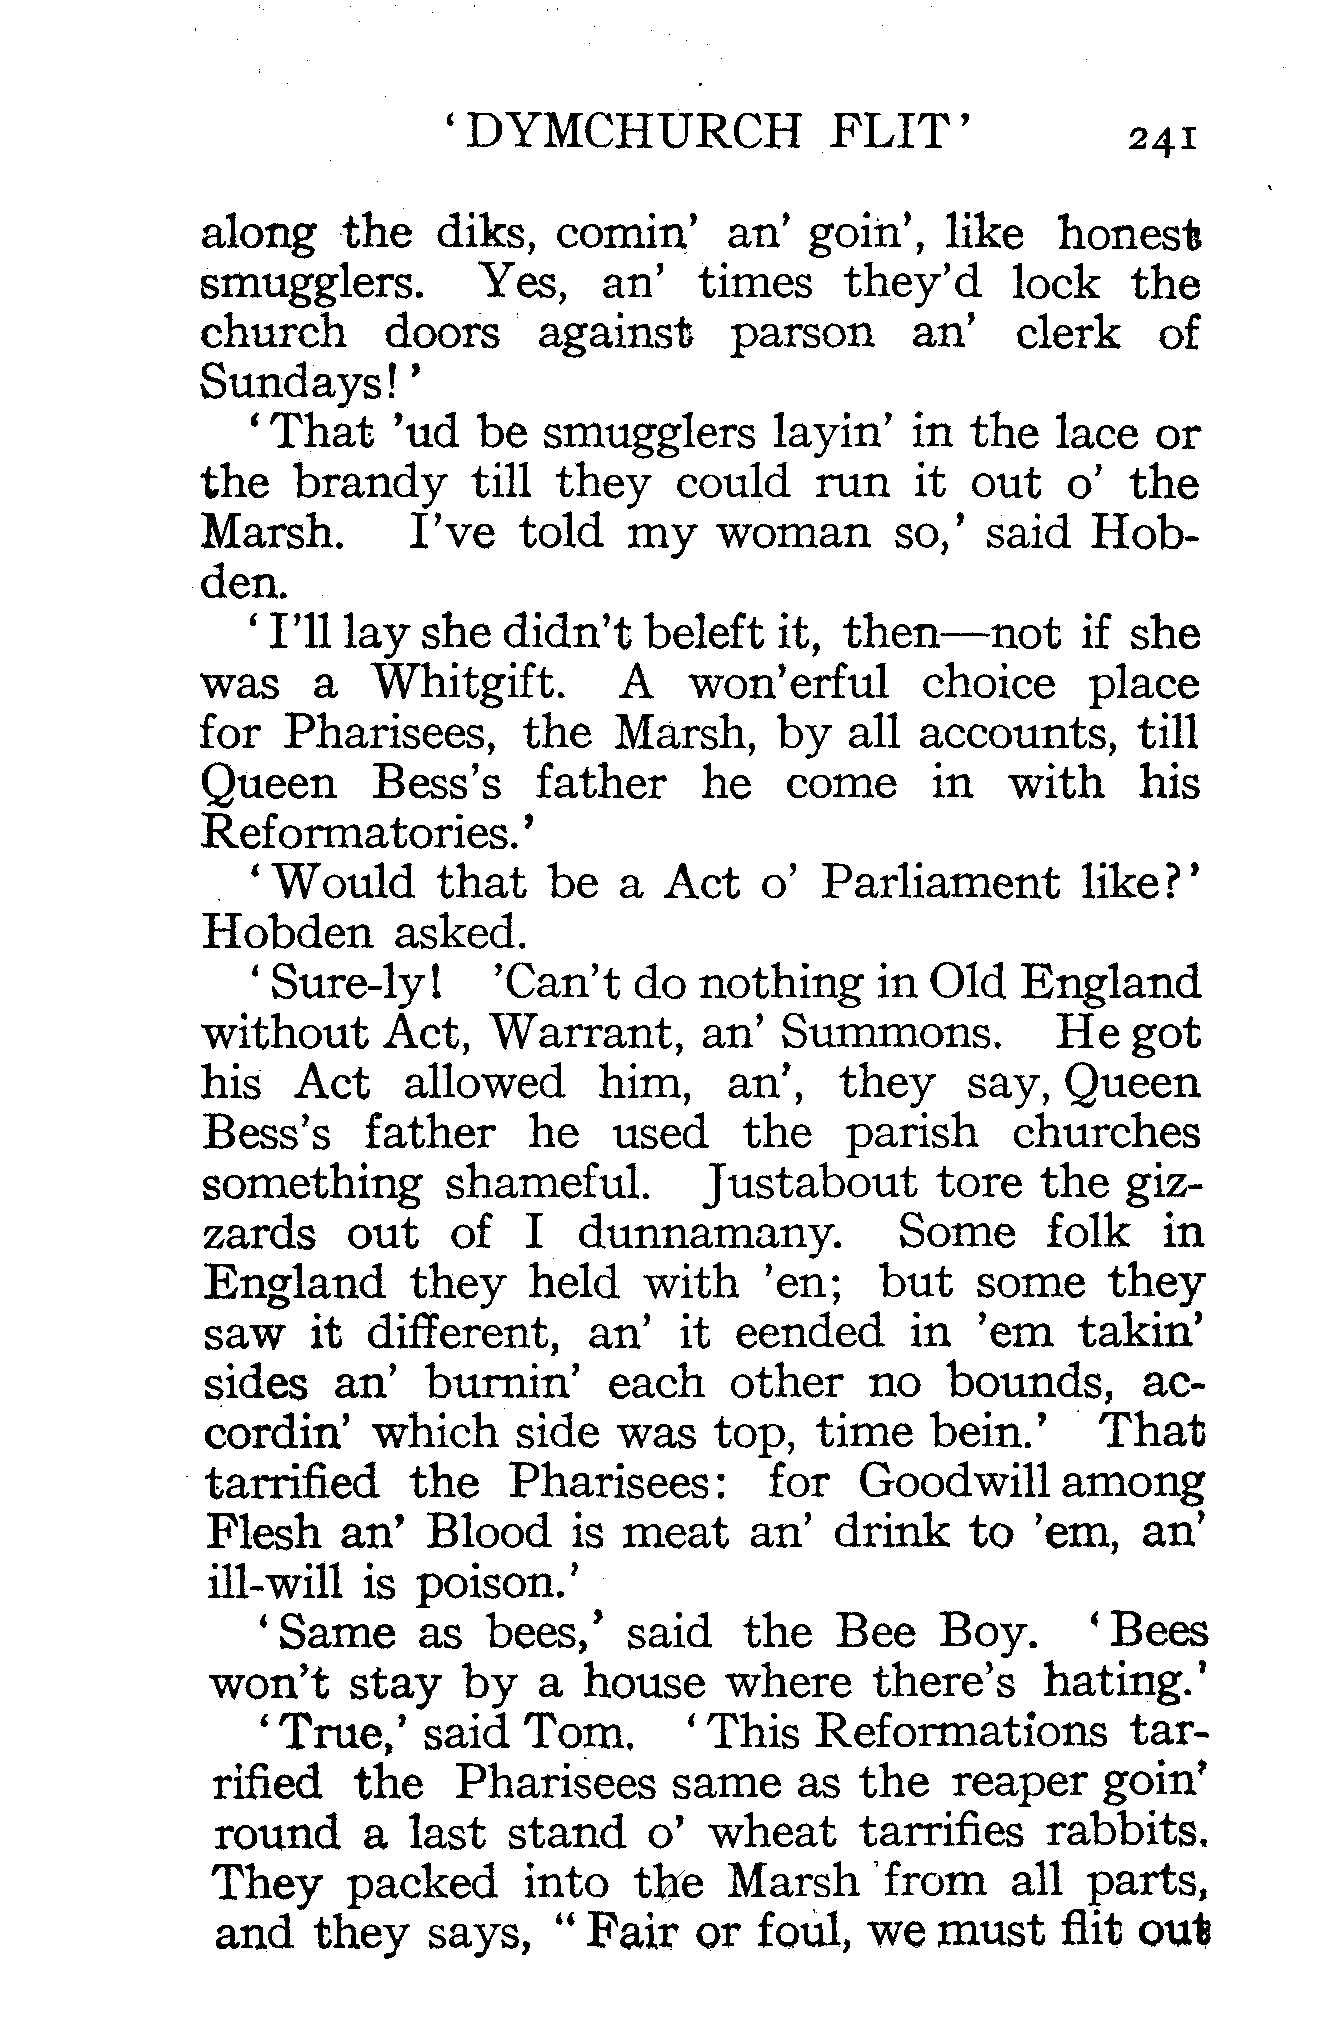 ‘DYMCHURCH FLIT’ 241
along the diks, comin’ an’ goin’, like honest
smugglers. Yes, an’ times they’d lock the
church doors against parson an’ clerk of
Sundays!’
‘That ’ud be smugglers layin’ in the lace or
the brandy till they could run it out o’ the
Marsh. I’ve told my woman so,’ said Hob-
den.
‘I’ll lay she didn’t beleft it, then—not if she
was a Whitgift. A won’erful choice place
for Pharisees, the Marsh, by all accounts, till
Queen Bess’s father he come in with his
Reformatories.’
‘Would that be a Act o’ Parliament like?’
Hobden asked.
‘Sure-ly! ’Can’t do nothing in Old England
without Act, Warrant, an’ Summons. He got
his Act allowed him, an’, they say, Queen
Bess’s father he used the parish churches
something shameful. Justabout tore the giz-
zards out of I dunnamany. Some folk in
England they held with ’en; but some they
saw it different, an’ it eended in ’em takin’
sides an’ burnin’ each other no bounds, ac-
cordin’ which side was top, time bein.’ That
tarrified the Pharisees: for Goodwill among
Flesh an’ Blood is meat an’ drink to ’em, an’
ill-will is poison.’
‘Same as bees,’ said the Bee Boy. ‘Bees
won’t stay by a house where there’s hating.’
‘True,’ said Tom. ‘This Reformations tar-
rified the Pharisees same as the reaper goin’
round a last stand o’ wheat tarrifies rabbits.
They packed into the Marsh from all parts,
and they says, “Fair or foul, we must flit out